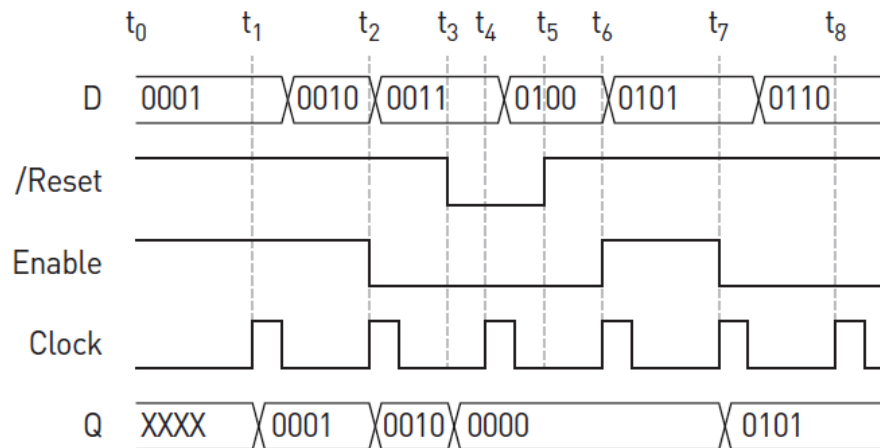 t0 t1 t2 t3 t4 t5 t6 t7 t8
D 0001 0010 0011 0100 0101 0110
/Reset
Enable
Clock
Q XXXX 0001 0010 0000 0101